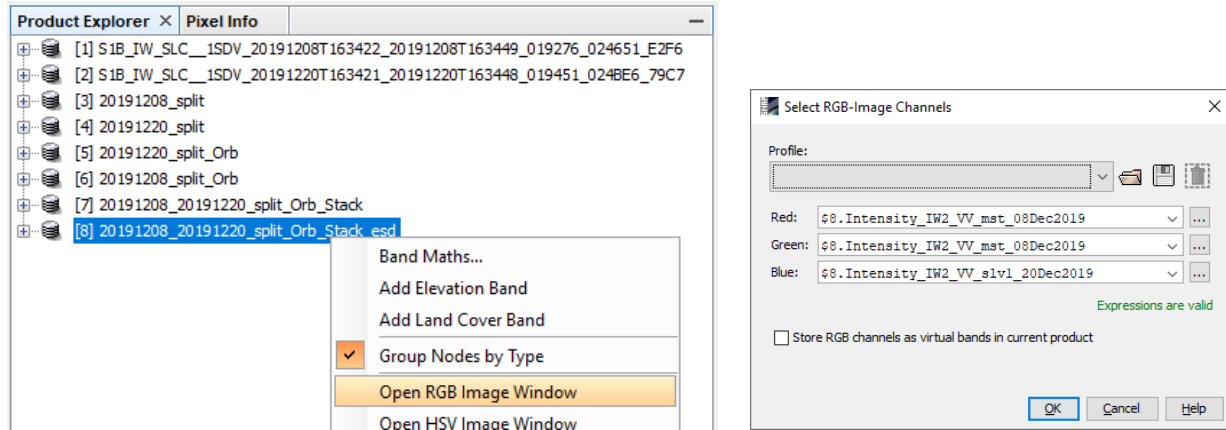 Product Explorer × Pixel Info
[1] S1B_IW_SLC__1SDV_20191208T163422_20191208T163449_019276_024651_E2F6
[2] S1B_IW_SLC__1SDV_20191220T163421_20191220T163448_019451_024BE6_79C7
[3] 20191208_split
[4] 20191220_split
[5] 20191220_split_Orb
[6] 20191208_split_Orb
[7] 20191208_20191220_split_Orb_Stack
[8] 20191208_20191220_split_Orb_Stack_esd
Band Maths...
Add Elevation Band
Add Land Cover Band
Group Nodes by Type
Open RGB Image Window
Open HSV Image Window
Select RGB-Image Channels
Profile:
Red: $8.Intensity_IW2_VV_mst_08Dec2019 ...
Green: $8.Intensity_IW2_VV_mst_08Dec2019 ...
Blue: $8.Intensity_IW2_VV_slv1_20Dec2019 ...
Expressions are valid
Store RGB channels as virtual bands in current product
OK Cancel Help